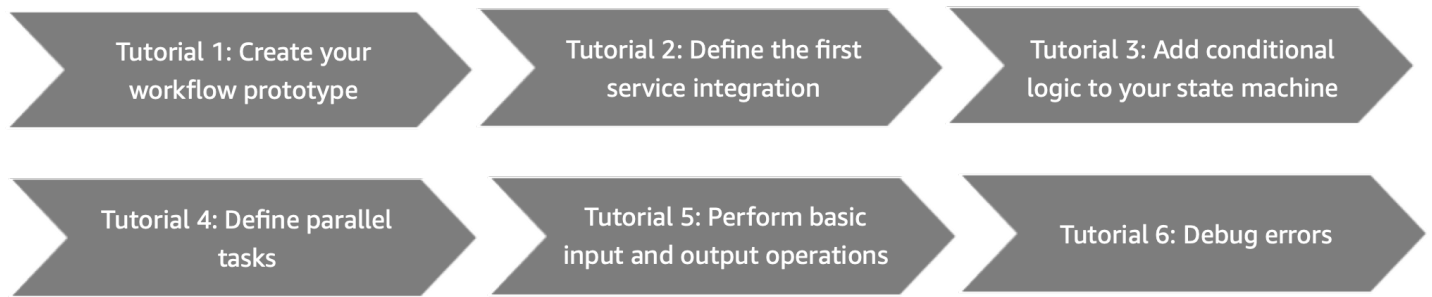 Tutorial 1: Create your
workflow prototype
Tutorial 2: Define the first
service integration
Tutorial 3: Add conditional
logic to your state machine
Tutorial 4: Define parallel
tasks
Tutorial 5: Perform basic
input and output operations
Tutorial 6: Debug errors